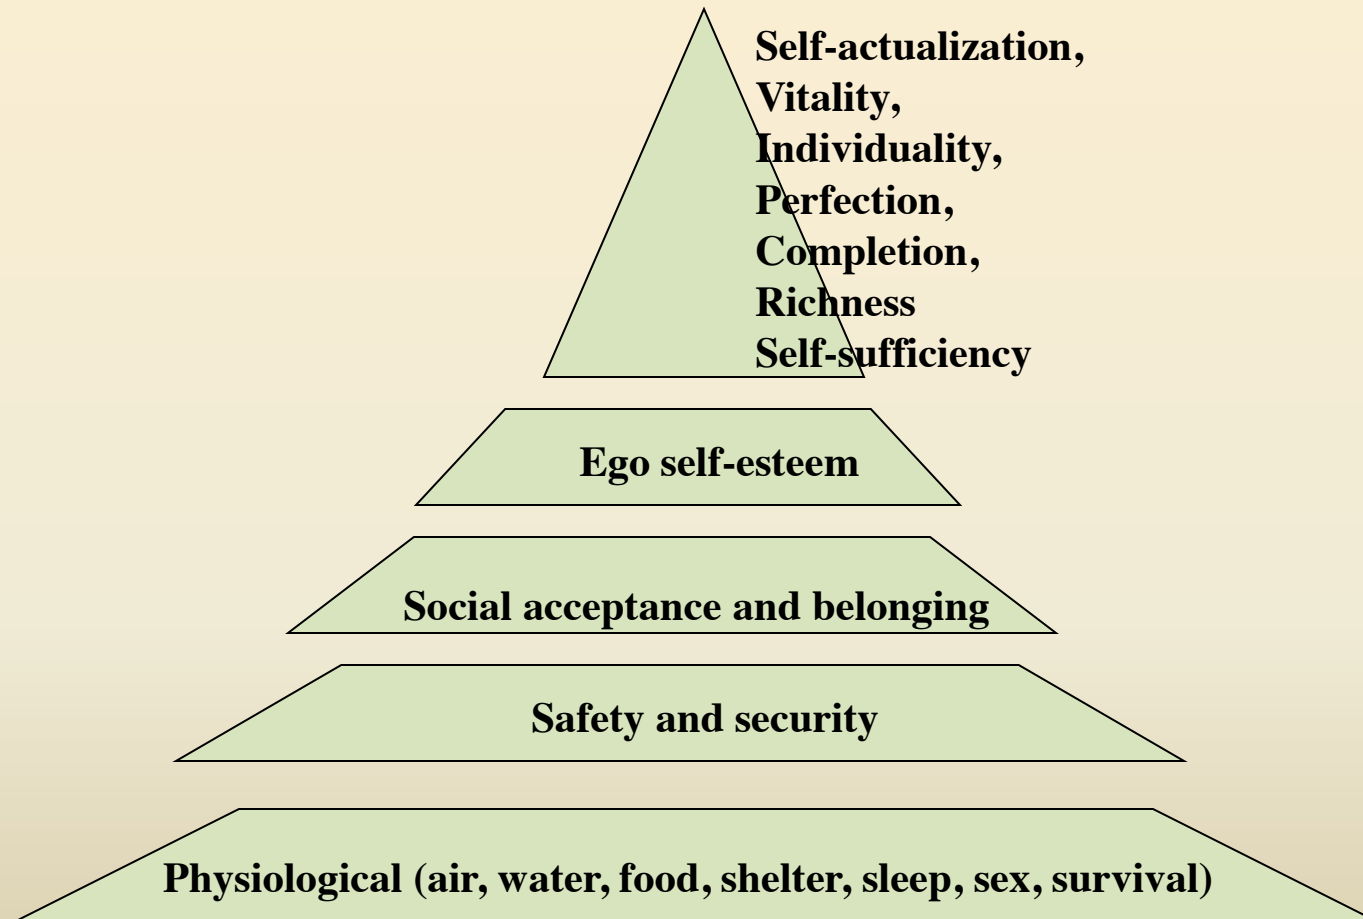 Self-actualization,
Vitality,
Individuality,
Perfection,
Completion,
Richness
Self-sufficiency
Ego self-esteem
Social acceptance and belonging
Safety and security
Physiological (air, water, food, shelter, sleep, sex, survival)